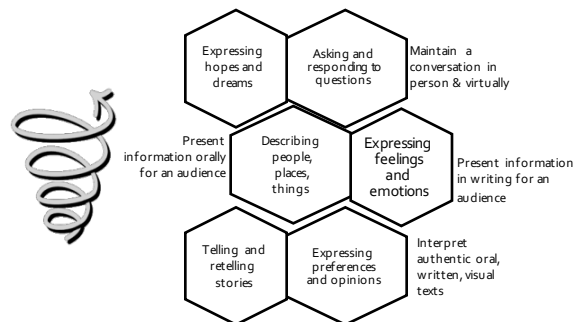 Expressing
hopes and
dreams
Asking and
responding to
questions
Maintain a
conversation in
person & virtually
Present
information orally
for an audience
Describing
people,
places,
things
Expressing
feelings
and
emotions
Present information
in writing for an
audience
Telling and
retelling
stories
Expressing
preferences
and opinions
Interpret
authentic oral,
written, visual
texts